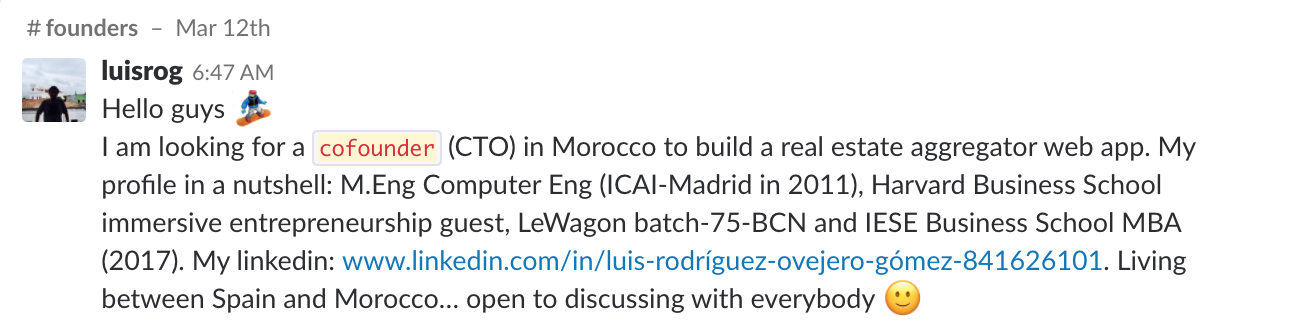 # founders – Mar 12th
luisrog 6:47 AM
Hello guys 🏂
I am looking for a cofounder (CTO) in Morocco to build a real estate aggregator web app. My
profile in a nutshell: M.Eng Computer Eng (ICAI-Madrid in 2011), Harvard Business School
immersive entrepreneurship guest, LeWagon batch-75-BCN and IESE Business School MBA
(2017). My linkedin: www.linkedin.com/in/luis-rodríguez-ovejero-gómez-841626101. Living
between Spain and Morocco... open to discussing with everybody 🙂